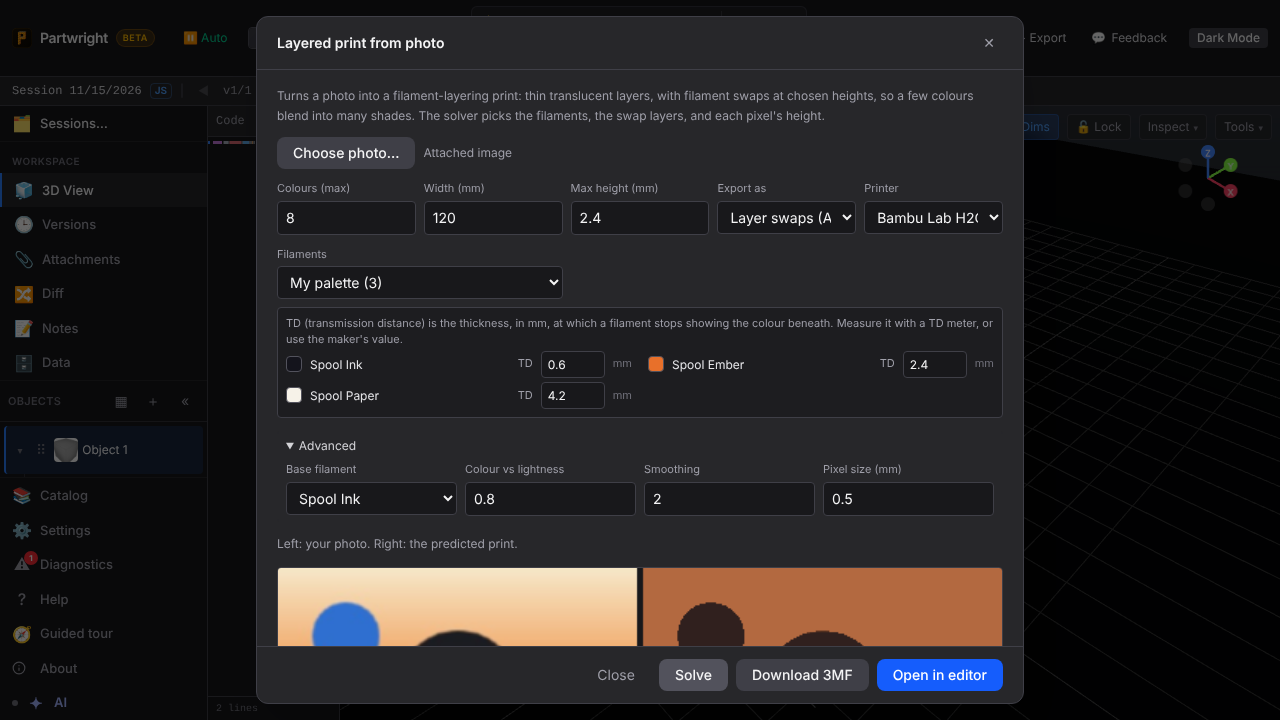 Partwright BETA
Auto
Export
Feedback
Dark Mode
Session 11/15/2026 JS
v1/1
Sessions...
WORKSPACE
3D View
Versions
Attachments
Diff
Notes
Data
OBJECTS
Object 1
Catalog
Settings
Diagnostics
1
Help
Guided tour
About
AI
Code
2 lines
Dims
Lock
Inspect
Tools
Z
Y
X
Layered print from photo
Turns a photo into a filament-layering print: thin translucent layers, with filament swaps at chosen heights, so a few colours
blend into many shades. The solver picks the filaments, the swap layers, and each pixel's height.
Choose photo...
Attached image
Colours (max)
Width (mm)
Max height (mm)
Export as
Printer
8
120
2.4
Layer swaps (A
Bambu Lab H2
Filaments
My palette (3)
TD (transmission distance) is the thickness, in mm, at which a filament stops showing the colour beneath. Measure it with a TD meter, or
use the maker's value.
Spool Ink TD 0.6 mm
Spool Ember TD 2.4 mm
Spool Paper TD 4.2 mm
Advanced
Base filament
Colour vs lightness
Smoothing
Pixel size (mm)
Spool Ink
0.8
2
0.5
Left: your photo. Right: the predicted print.
Close
Solve
Download 3MF
Open in editor